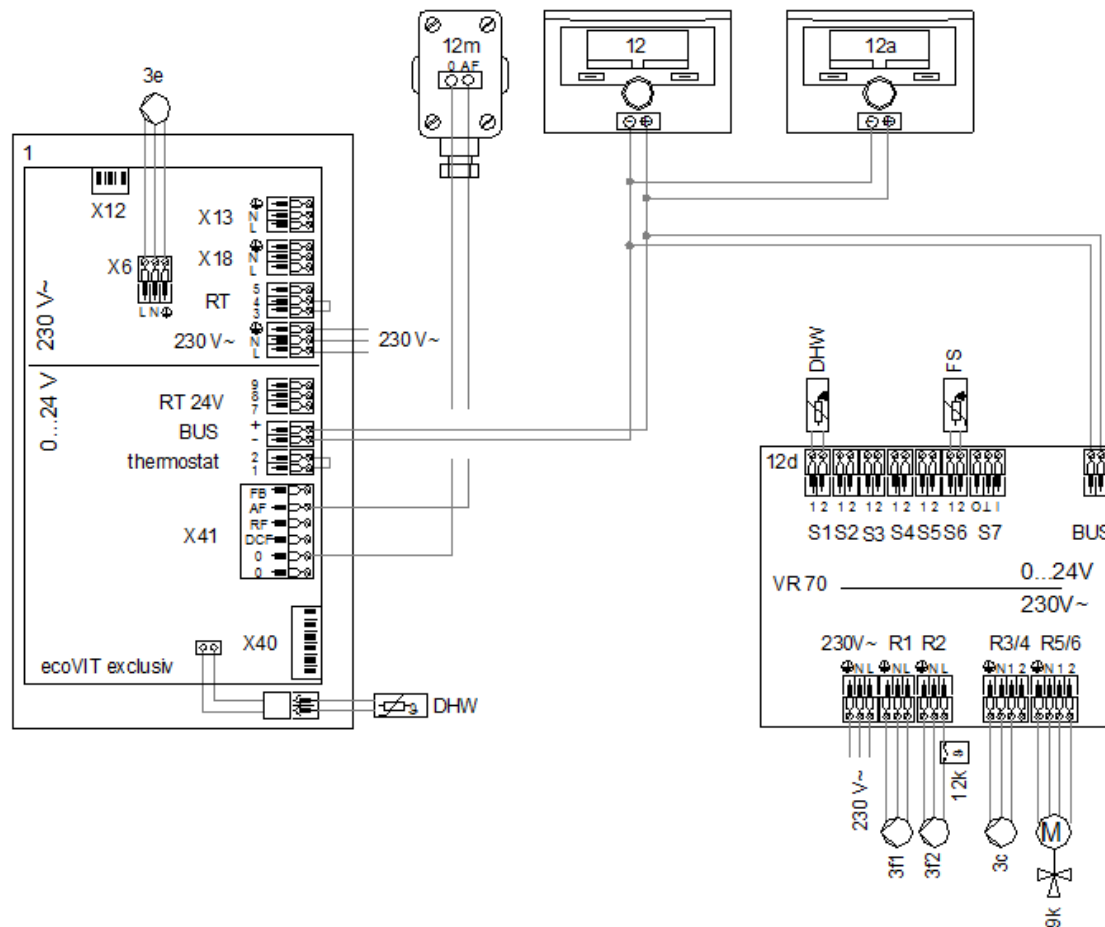 12m
0 AF
12
12a
3e
1
X12
X13
N
L
X6
X18
N
L
L N
RT
5
4
3
230 V~
N
L
230 V~
230 V~
0...24 V
RT 24V
9
8
7
BUS
+
-
thermostat
2
1
X41
FB
AF
RF
DCF
0
0
X40
ecoVIT exclusiv
DHW
DHW
FS
12d
1 2 1 2 1 2 1 2 1 2 1 2 O ⊥ I
S1 S2 S3 S4 S5 S6 S7
BUS
VR 70
0...24V
230V~
230V~ R1 R2 R3/4 R5/6
N L N L N L N 1 2 N 1 2
230 V~
12k
3f1
3f2
3c
M
9k